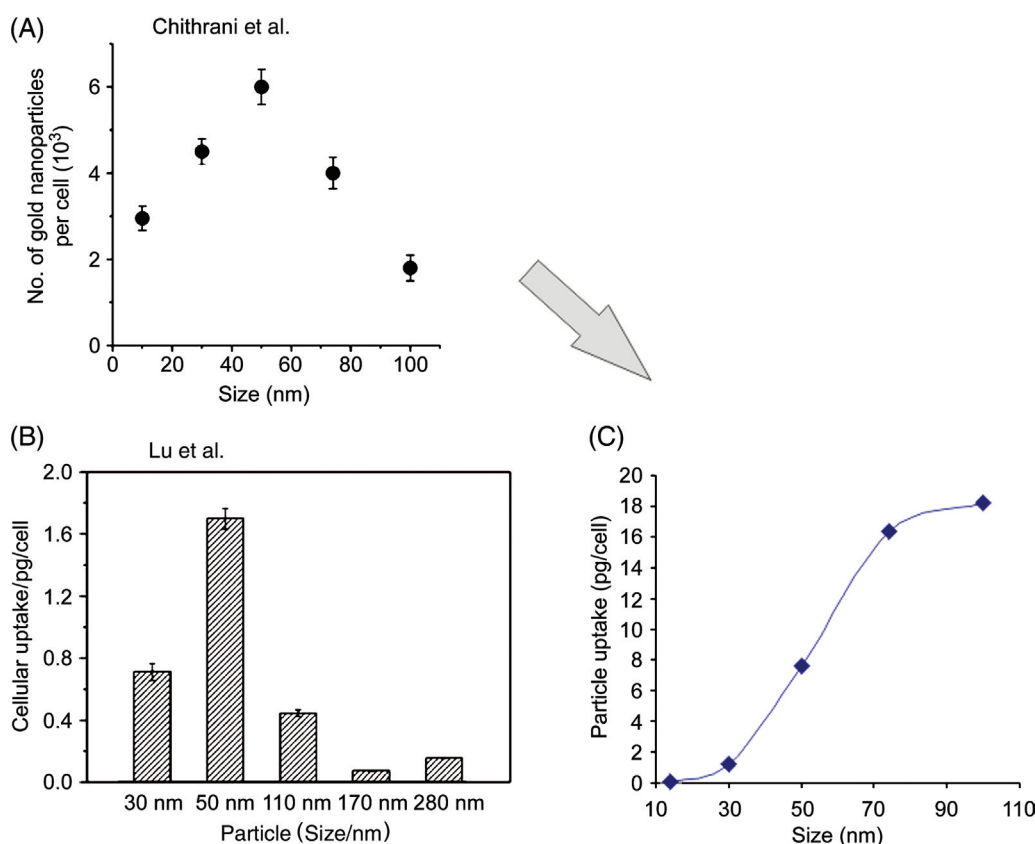 (A)
Chithrani et al.
No. of gold nanoparticles
per cell (10³)
6
4
2
0
0 20 40 60 80 100
Size (nm)
(B)
Lu et al.
Cellular uptake/pg/cell
2.0
1.6
1.2
0.8
0.4
0.0
30 nm 50 nm 110 nm 170 nm 280 nm
Particle (Size/nm)
(C)
Particle uptake (pg/cell)
20
18
16
14
12
10
8
6
4
2
0
10 30 50 70 90 110
Size (nm)